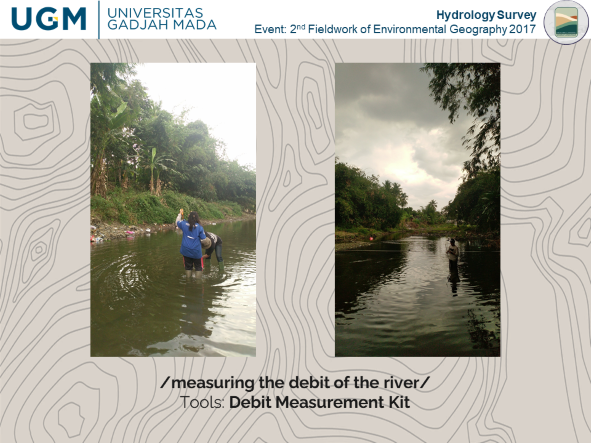 UGM
UNIVERSITAS
GADJAH MADA
Hydrology Survey
Event: 2nd Fieldwork of Environmental Geography 2017
/measuring the debit of the river/
Tools: Debit Measurement Kit